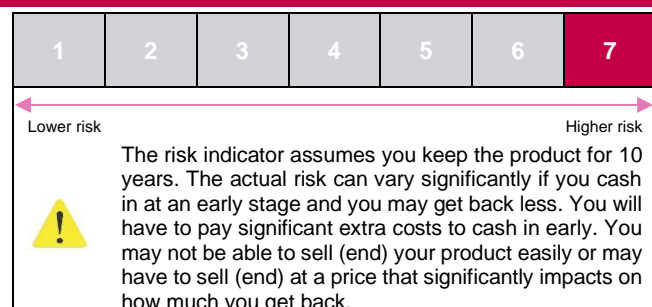 1 2 3 4 5 6 7
Lower risk Higher risk
The risk indicator assumes you keep the product for 10
years. The actual risk can vary significantly if you cash
in at an early stage and you may get back less. You will
have to pay significant extra costs to cash in early. You
may not be able to sell (end) your product easily or may
have to sell (end) at a price that significantly impacts on
how much you get back.